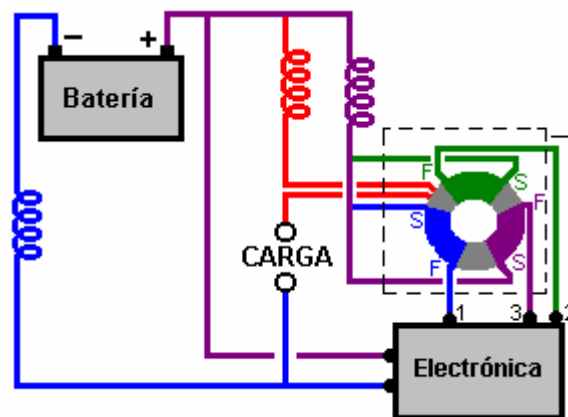 − +
Batería
F
S
F
S
CARGA
F
S
1 3 2
Electrónica